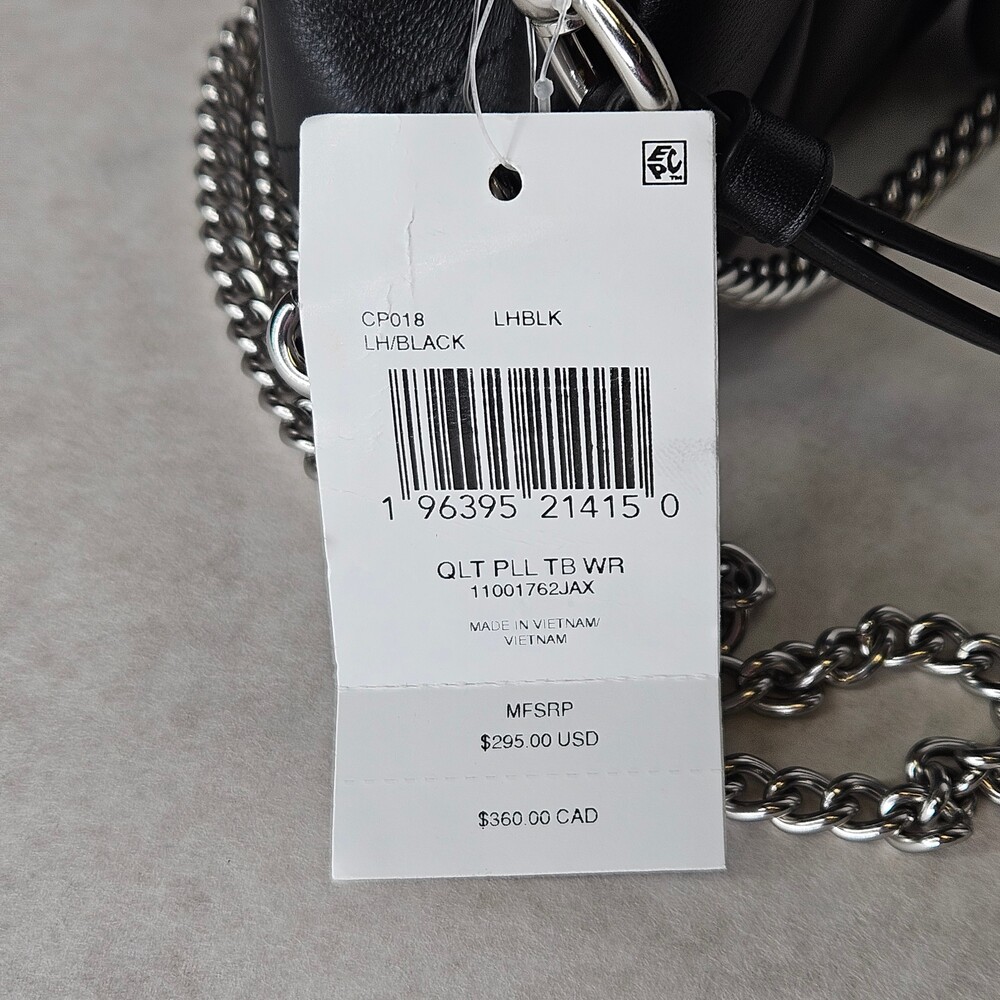 EPC™
CP018 LHBLK
LH/BLACK
1 96395 21415 0
QLT PLL TB WR
11001762JAX
MADE IN VIETNAM/
VIETNAM
MFSRP
$295.00 USD
$360.00 CAD